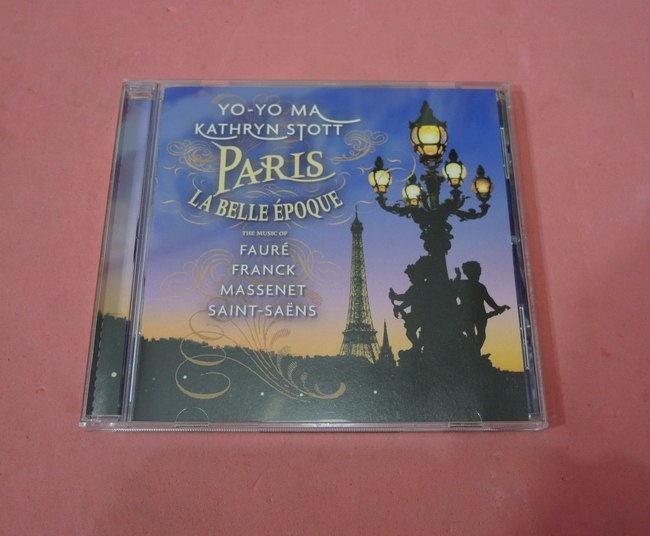 YO-YO MA
KATHRYN STOTT
PARIS
LA BELLE ÉPOQUE
THE MUSIC OF
FAURÉ
FRANCK
MASSENET
SAINT-SAËNS